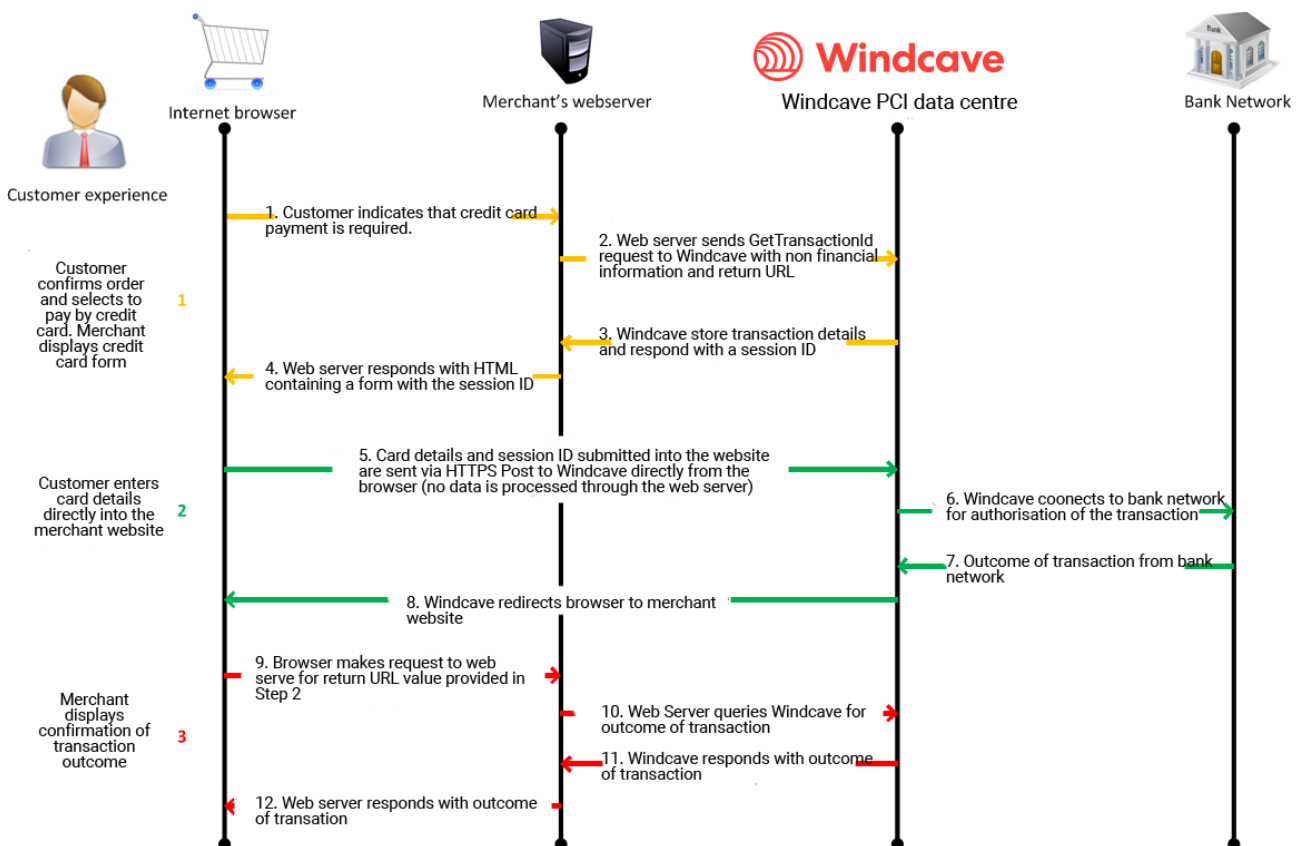 Windcave
Bank
Internet browser
Merchant's webserver
Windcave PCI data centre
Bank Network
Customer experience
1. Customer indicates that credit card
payment is required.
2. Web server sends GetTransactionId
request to Windcave with non financial
information and return URL
Customer
confirms order
and selects to
pay by credit
card. Merchant
displays credit
card form
1
3. Windcave store transaction details
and respond with a session ID
4. Web server responds with HTML
containing a form with the session ID
5. Card details and session ID submitted into the website
are sent via HTTPS Post to Windcave directly from the
browser (no data is processed through the web server)
Customer enters
card details
directly into the
merchant website
2
6. Windcave coonects to bank network
for authorisation of the transaction
7. Outcome of transaction from bank
network
8. Windcave redirects browser to merchant
website
9. Browser makes request to web
serve for return URL value provided in
Step 2
Merchant
displays
confirmation of
transaction
outcome
3
10. Web Server queries Windcave for
outcome of transaction
11. Windcave responds with outcome
of transaction
12. Web server responds with outcome
of transation